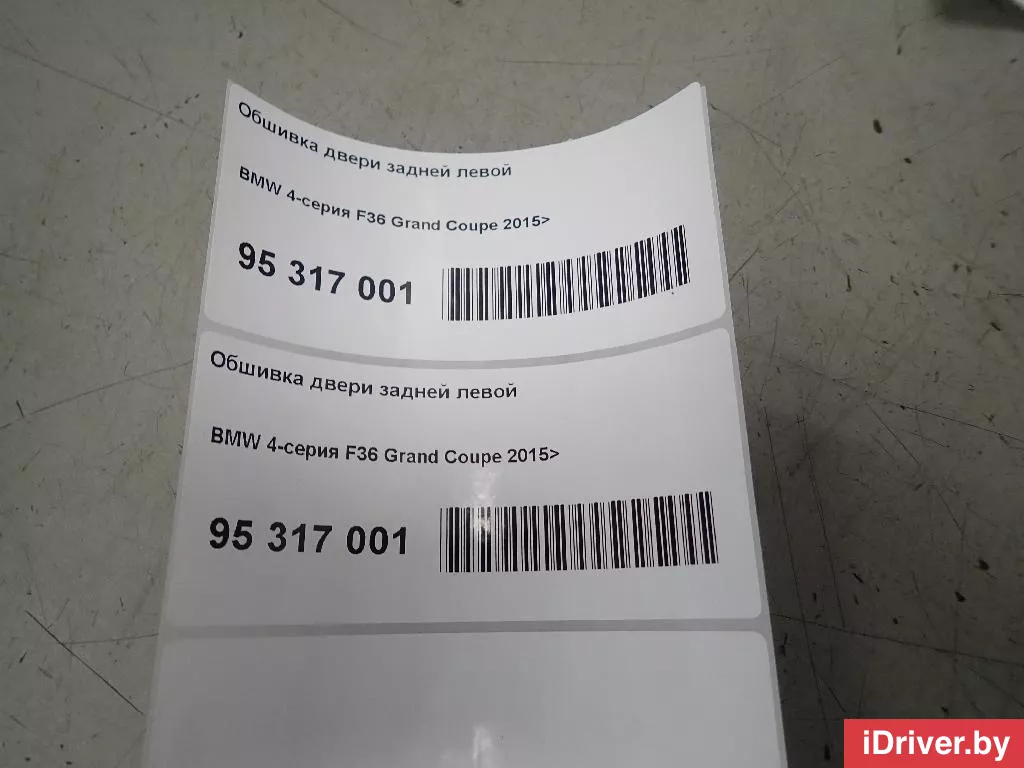 Обшивка двери задней левой
BMW 4-серия F36 Grand Coupe 2015>
95 317 001
Обшивка двери задней левой
BMW 4-серия F36 Grand Coupe 2015>
95 317 001
iDriver.by